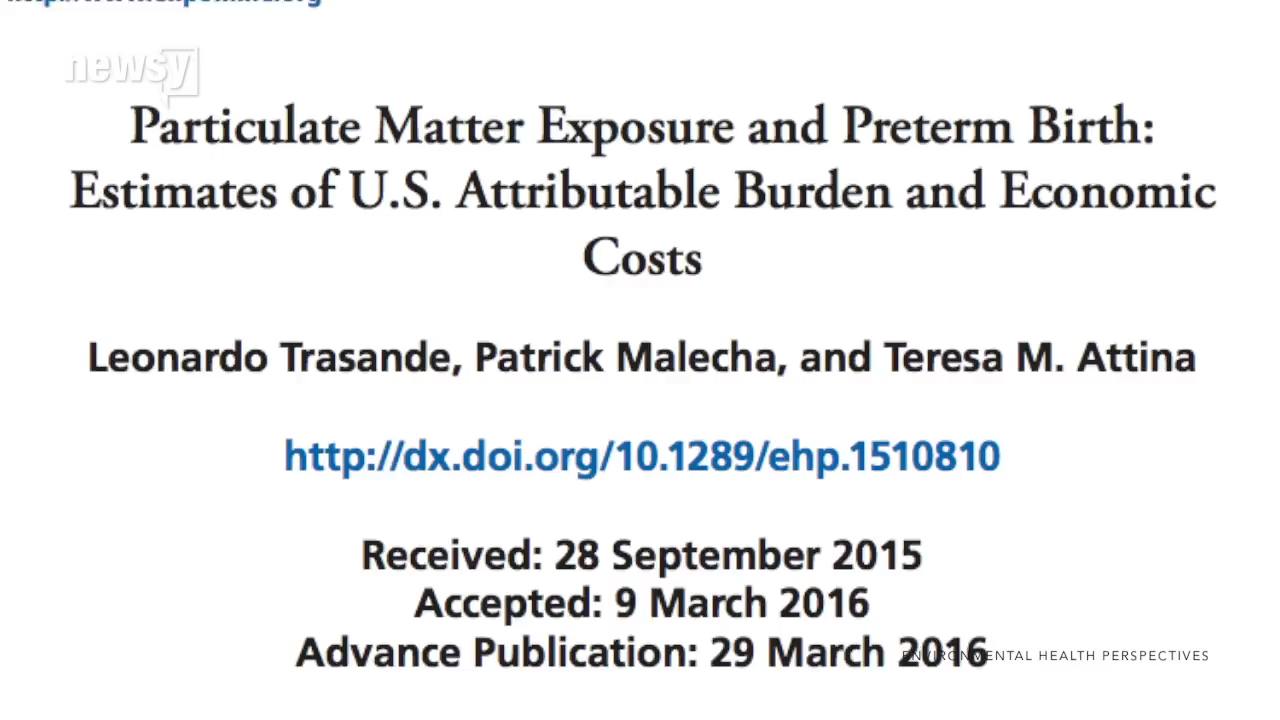 newsy
Particulate Matter Exposure and Preterm Birth:
Estimates of U.S. Attributable Burden and Economic
Costs
Leonardo Trasande, Patrick Malecha, and Teresa M. Attina
http://dx.doi.org/10.1289/ehp.1510810
Received: 28 September 2015
Accepted: 9 March 2016
Advance Publication: 29 March 2016
ENVIRONMENTAL HEALTH PERSPECTIVES